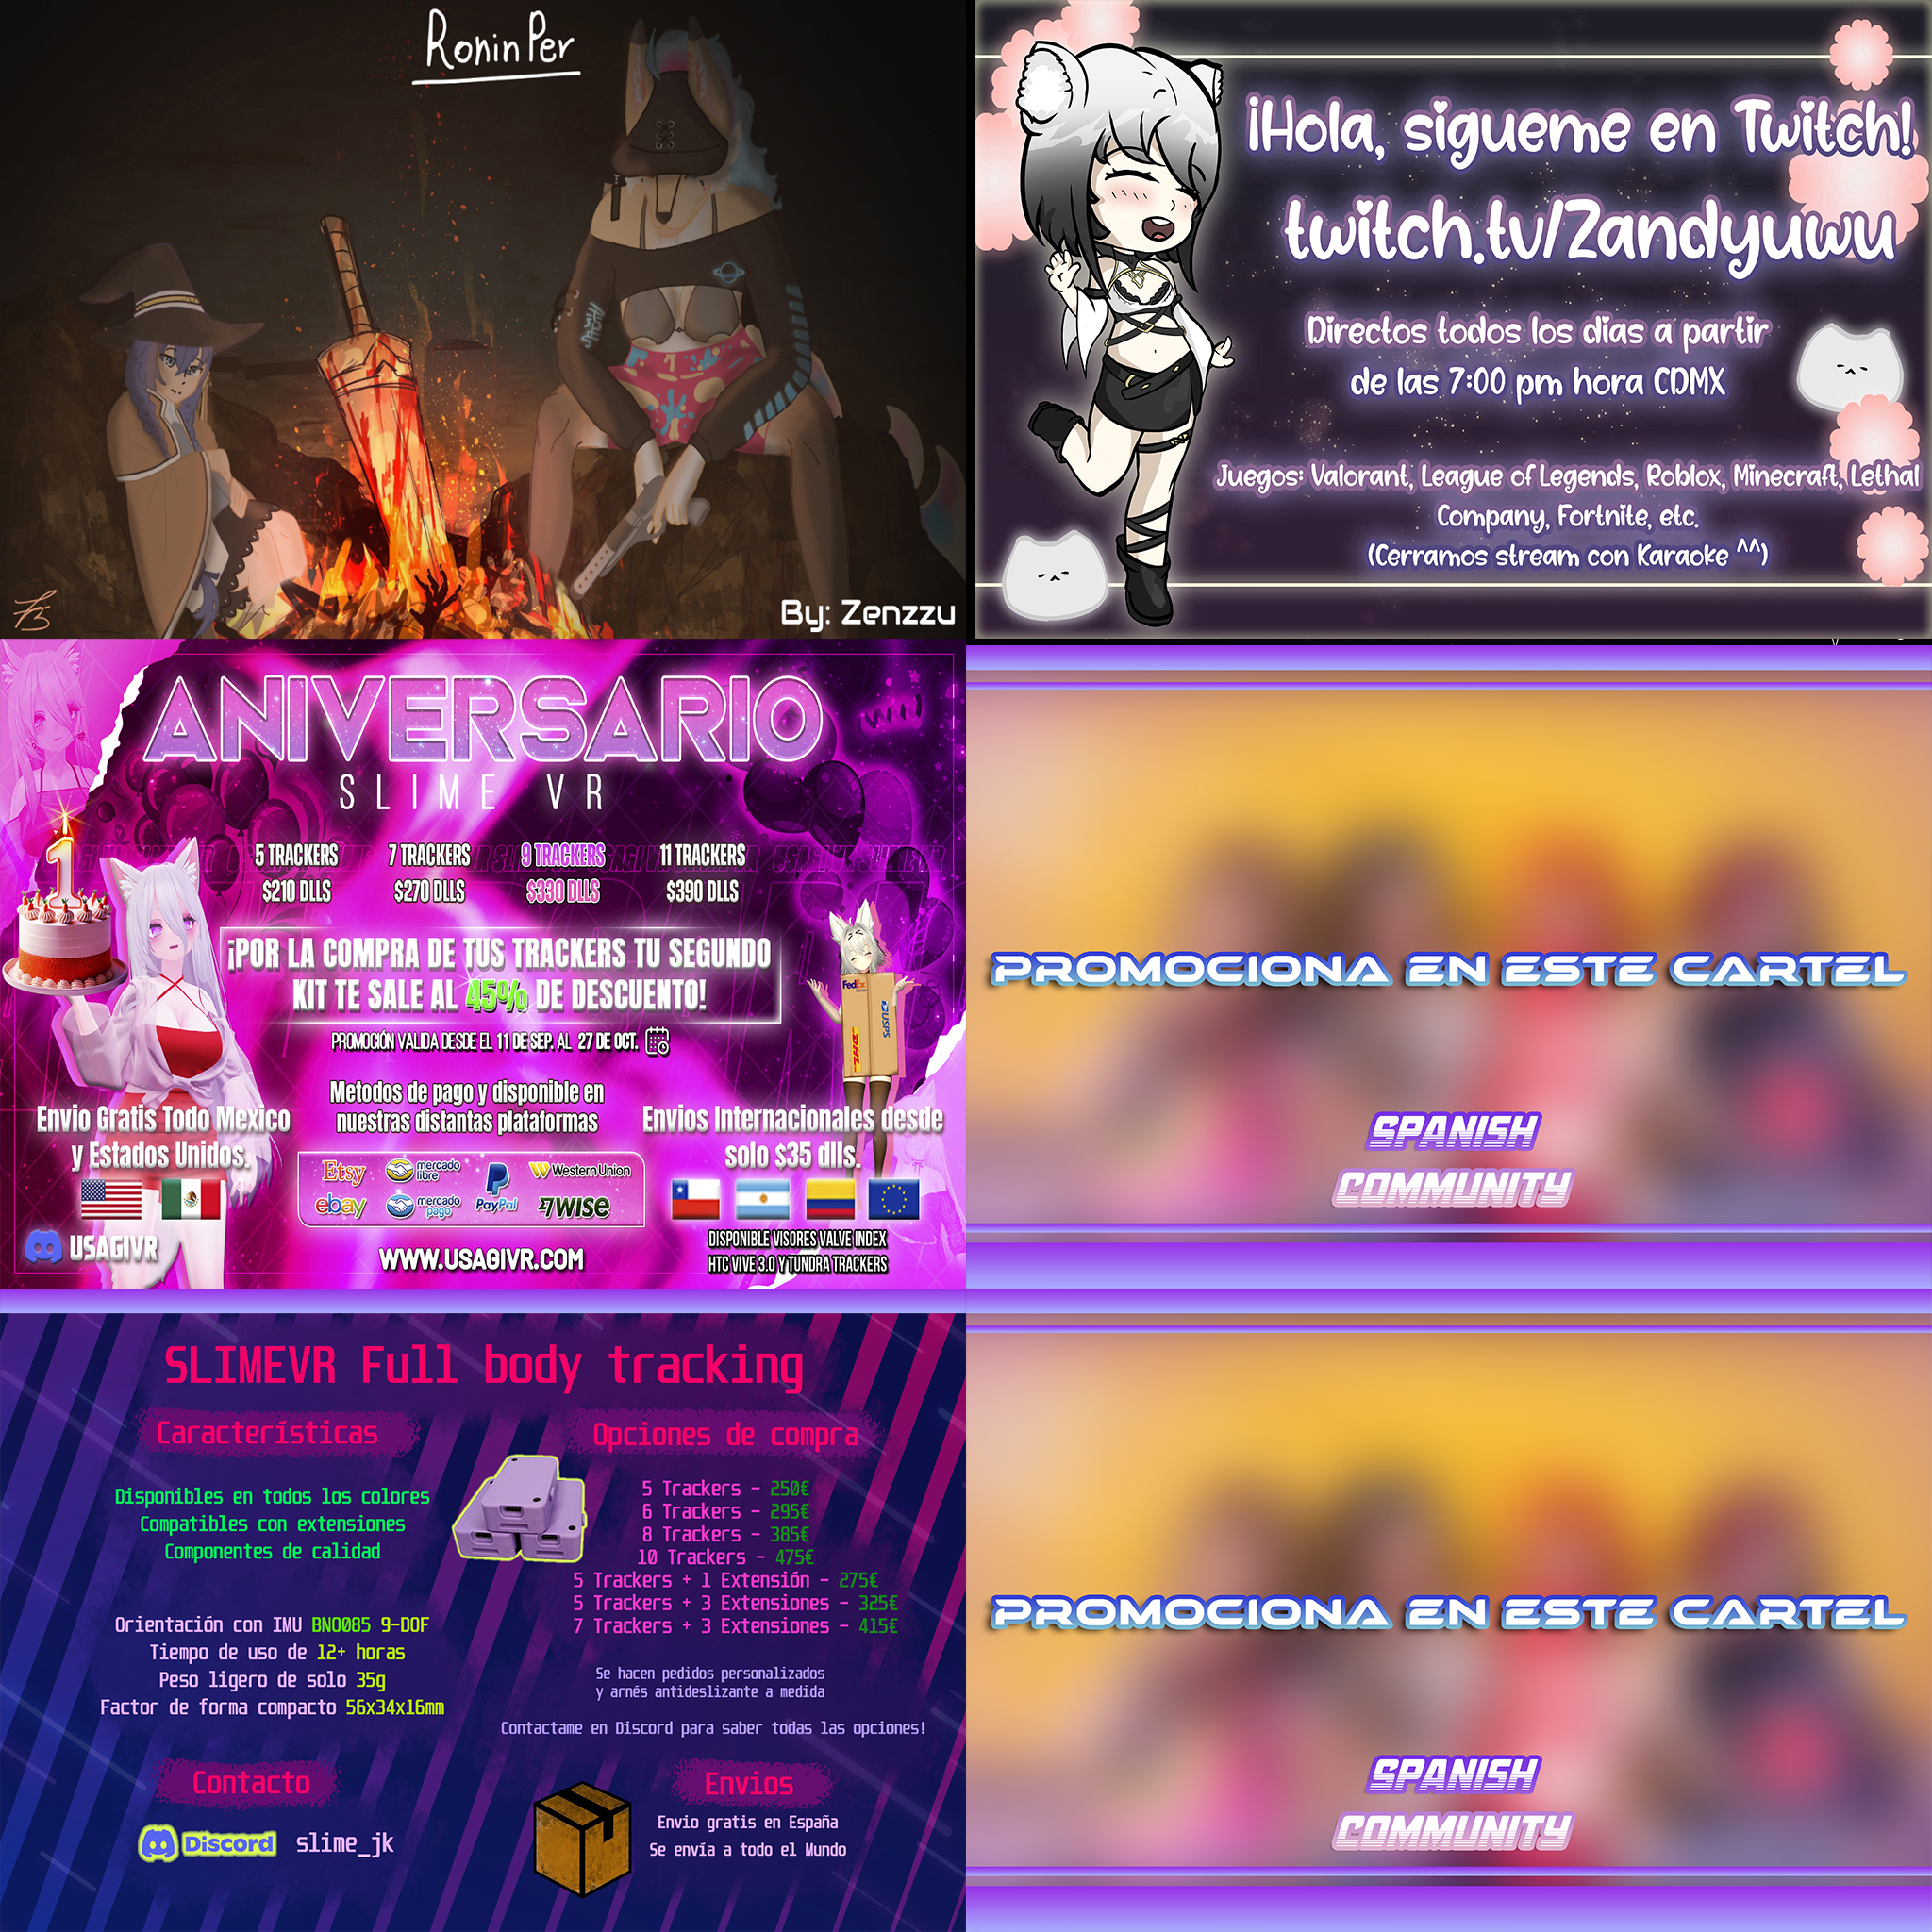 Ronin Per
By: Zenzzu
¡Hola, sigueme en Twitch!
twitch.tv/Zandyuwu
Directos todos los dias a partir
de las 7:00 pm hora CDMX
Juegos: Valorant, League of Legends, Roblox, Minecraft, Lethal
Company, Fortnite, etc.
(Cerramos stream con Karaoke ^^)
ANIVERSARIO
SLIME VR
5 TRACKERS
$210 DLLS
7 TRACKERS
$270 DLLS
9 TRACKERS
$330 DLLS
11 TRACKERS
$390 DLLS
¡POR LA COMPRA DE TUS TRACKERS TU SEGUNDO
KIT TE SALE AL 45% DE DESCUENTO!
PROMOCIÓN VALIDA DESDE EL 11 DE SEP. AL 27 DE OCT.
FedEx
USPS
DHL
Envio Gratis Todo Mexico
y Estados Unidos.
Metodos de pago y disponible en
nuestras distantas plataformas
Etsy
mercado
libre
PayPal
Western Union
ebay
mercado
pago
7WISE
Envios Internacionales desde
solo $35 dlls.
USAGIVR
WWW.USAGIVR.COM
DISPONIBLE VISORES VALVE INDEX
HTC VIVE 3.0 Y TUNDRA TRACKERS
PROMOCIONA EN ESTE CARTEL
SPANISH
COMMUNITY
SLIMEVR Full body tracking
Características
Disponibles en todos los colores
Compatibles con extensiones
Componentes de calidad
Orientación con IMU BNO085 9-DOF
Tiempo de uso de 12+ horas
Peso ligero de solo 35g
Factor de forma compacto 56x34x16mm
Contacto
Discord slime_jk
Opciones de compra
5 Trackers - 250€
6 Trackers - 295€
8 Trackers - 385€
10 Trackers - 475€
5 Trackers + 1 Extensión - 275€
5 Trackers + 3 Extensiones - 325€
7 Trackers + 3 Extensiones - 415€
Se hacen pedidos personalizados
y arnés antideslizante a medida
Contactame en Discord para saber todas las opciones!
Envios
Envio gratis en España
Se envía a todo el Mundo
PROMOCIONA EN ESTE CARTEL
SPANISH
COMMUNITY